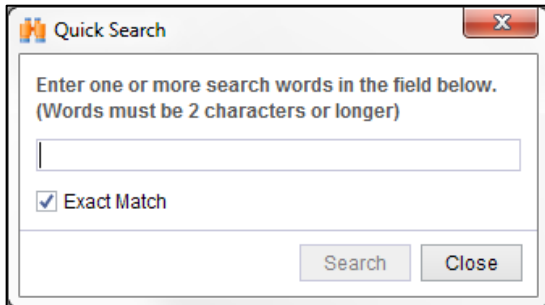 Quick Search
Enter one or more search words in the field below.
(Words must be 2 characters or longer)
Exact Match
Search Close